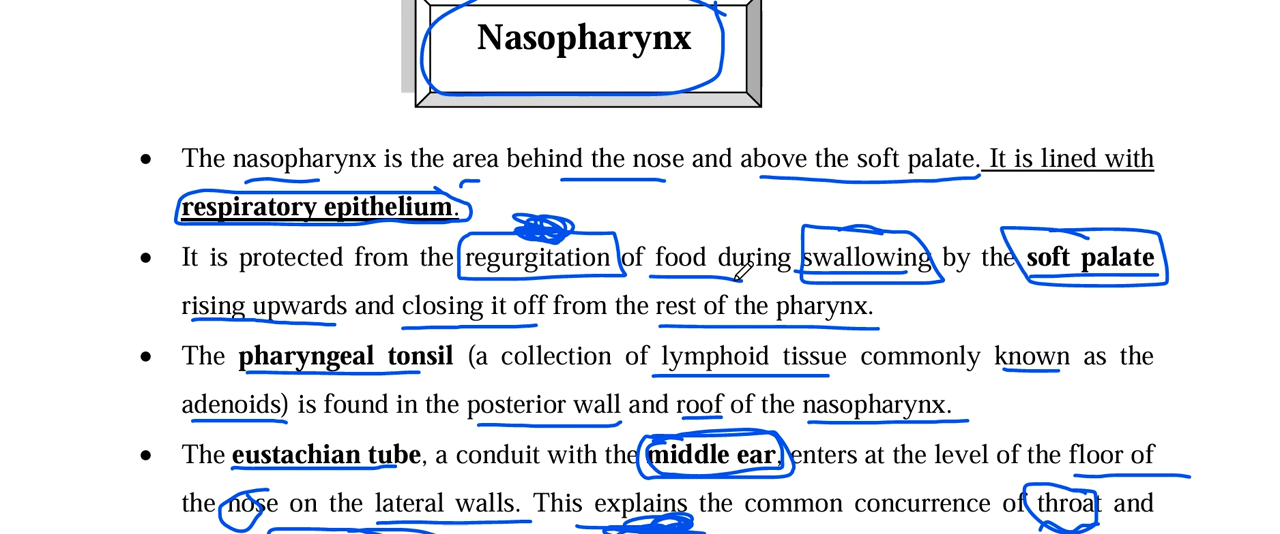 Nasopharynx
• The nasopharynx is the area behind the nose and above the soft palate. It is lined with
respiratory epithelium.
• It is protected from the regurgitation of food during swallowing by the soft palate
rising upwards and closing it off from the rest of the pharynx.
• The pharyngeal tonsil (a collection of lymphoid tissue commonly known as the
adenoids) is found in the posterior wall and roof of the nasopharynx.
• The eustachian tube, a conduit with the middle ear, enters at the level of the floor of
the nose on the lateral walls. This explains the common concurrence of throat and